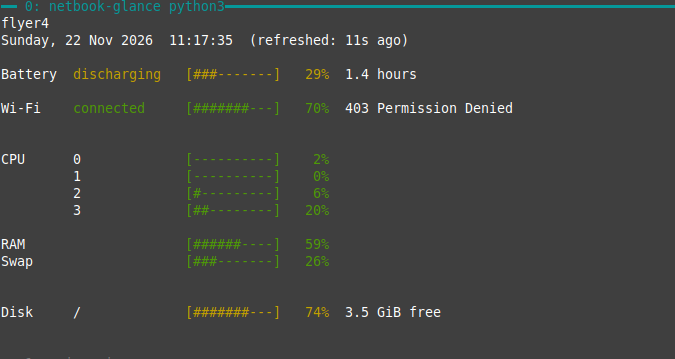 0: netbook-glance python3
flyer4
Sunday, 22 Nov 2026  11:17:35  (refreshed: 11s ago)
Battery  discharging   [###-------]   29%  1.4 hours
Wi-Fi    connected     [#######---]   70%  403 Permission Denied
CPU      0             [----------]    2%
         1             [----------]    0%
         2             [#---------]    6%
         3             [##--------]   20%
RAM                    [######----]   59%
Swap                   [###-------]   26%
Disk     /             [#######---]   74%  3.5 GiB free